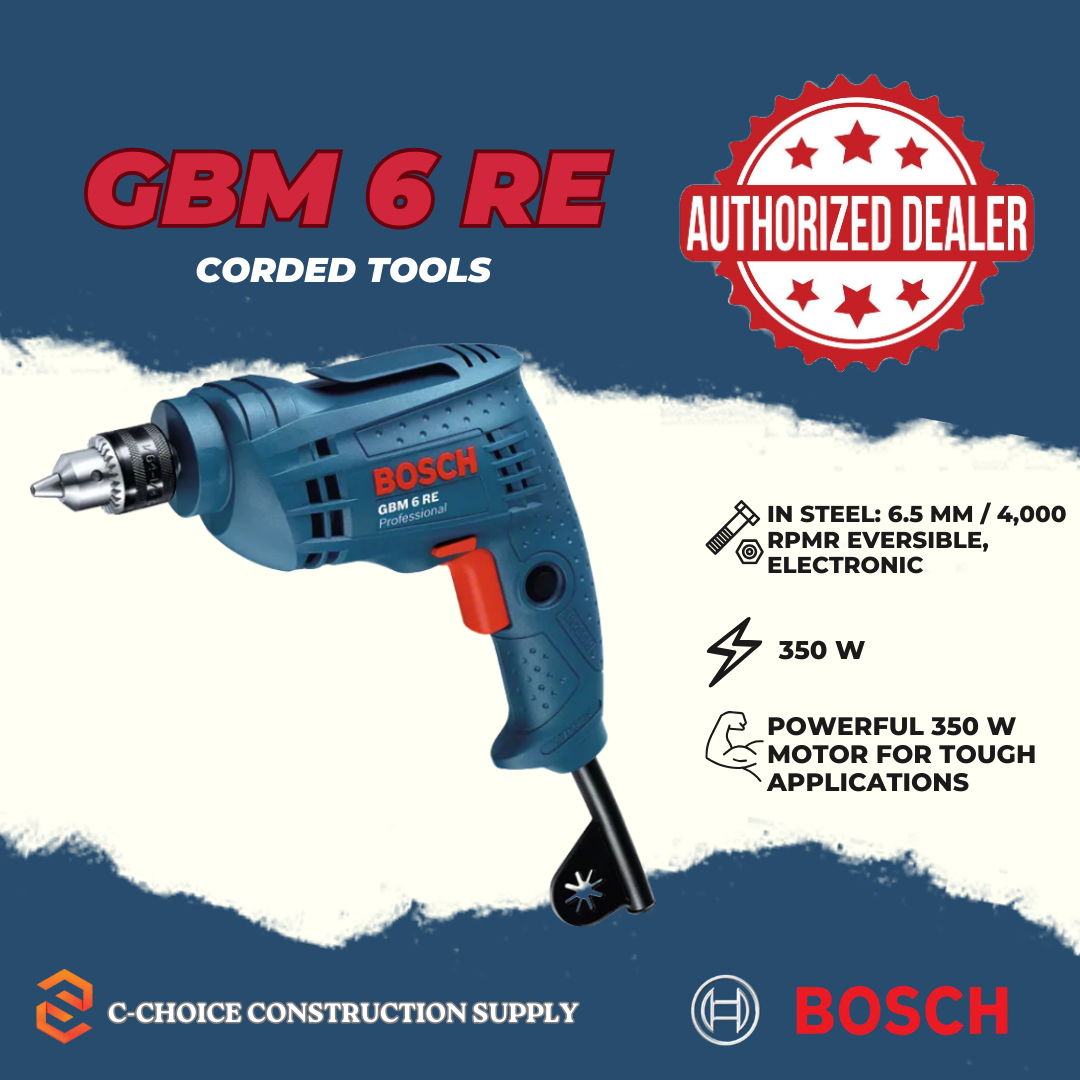 GBM 6 RE
CORDED TOOLS
AUTHORIZED DEALER
BOSCH
GBM 6 RE
Professional
IN STEEL: 6.5 MM / 4,000
RPMR EVERSIBLE,
ELECTRONIC
350 W
POWERFUL 350 W
MOTOR FOR TOUGH
APPLICATIONS
C-CHOICE CONSTRUCTION SUPPLY
BOSCH